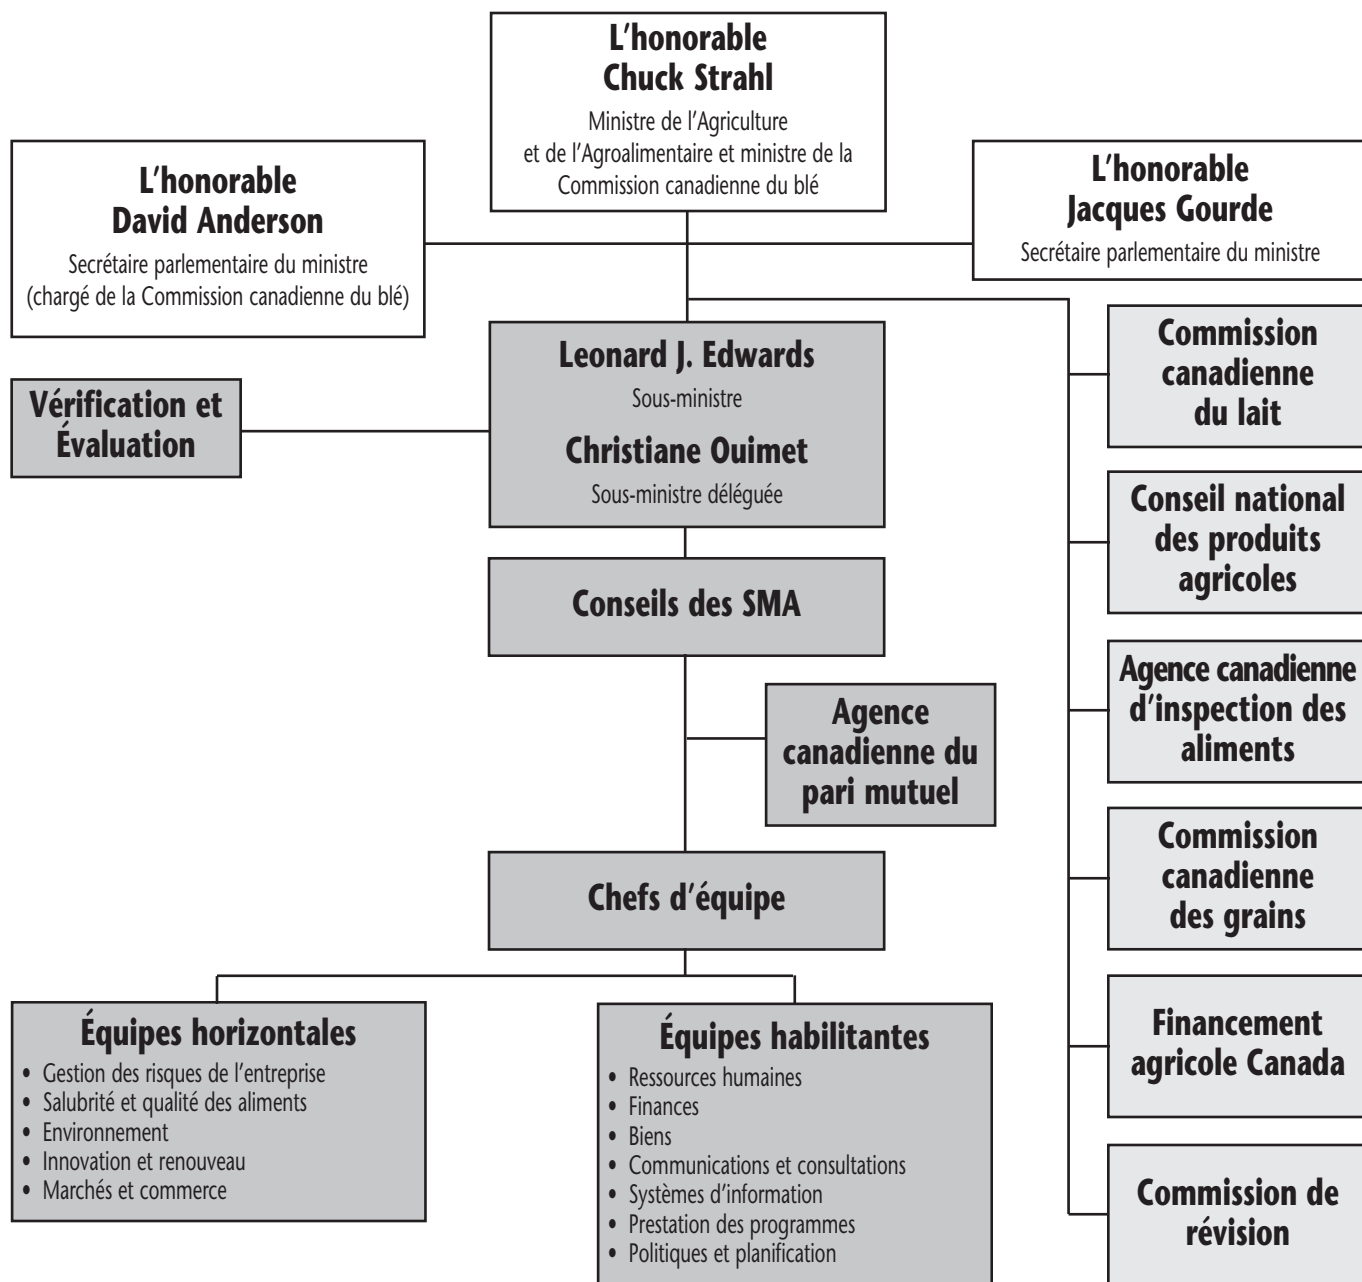 L'honorable
Chuck Strahl
Ministre de l'Agriculture
et de l'Agroalimentaire et ministre de la
Commission canadienne du blé
L'honorable
David Anderson
Secrétaire parlementaire du ministre
(chargé de la Commission canadienne du blé)
L'honorable
Jacques Gourde
Secrétaire parlementaire du ministre
Leonard J. Edwards
Sous-ministre
Christiane Ouimet
Sous-ministre déléguée
Vérification et
Évaluation
Conseils des SMA
Agence
canadienne du
pari mutuel
Chefs d'équipe
Équipes horizontales
• Gestion des risques de l'entreprise
• Salubrité et qualité des aliments
• Environnement
• Innovation et renouveau
• Marchés et commerce
Équipes habilitantes
• Ressources humaines
• Finances
• Biens
• Communications et consultations
• Systèmes d'information
• Prestation des programmes
• Politiques et planification
Commission
canadienne
du lait
Conseil national
des produits
agricoles
Agence canadienne
d'inspection des
aliments
Commission
canadienne
des grains
Financement
agricole Canada
Commission de
révision